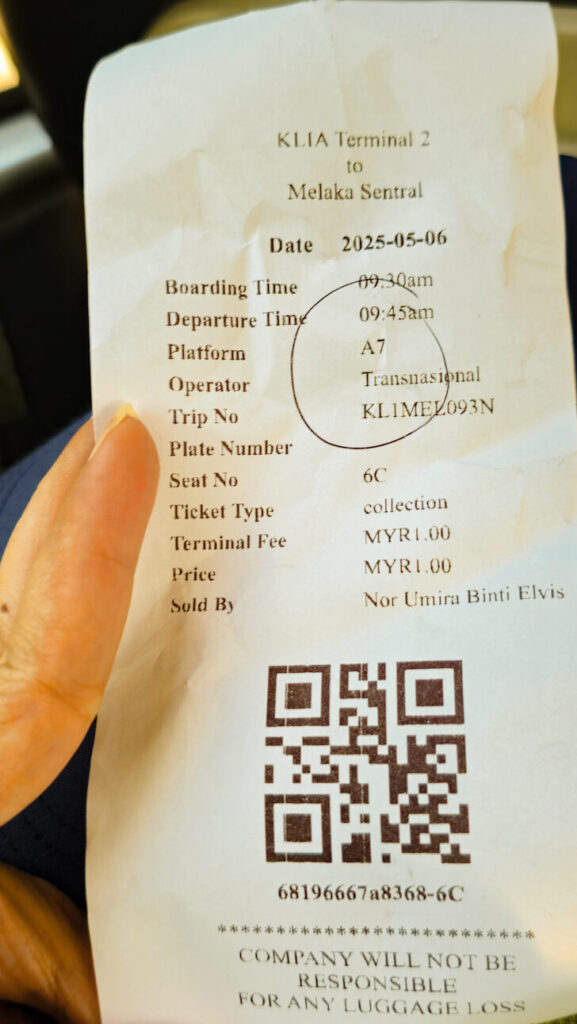 KLIA Terminal 2
to
Melaka Sentral
Date 2025-05-06
Boarding Time 09:30am
Departure Time 09:45am
Platform A7
Operator Transnasional
Trip No KL1MEL093N
Plate Number
Seat No 6C
Ticket Type collection
Terminal Fee MYR1.00
Price MYR1.00
Sold By Nor Umira Binti Elvis
68196667a8368-6C
**************************
COMPANY WILL NOT BE
RESPONSIBLE
FOR ANY LUGGAGE LOSS